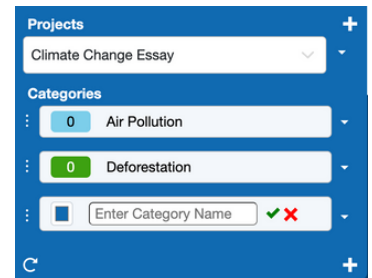 Projects
Climate Change Essay
Categories
0 Air Pollution
0 Deforestation
Enter Category Name